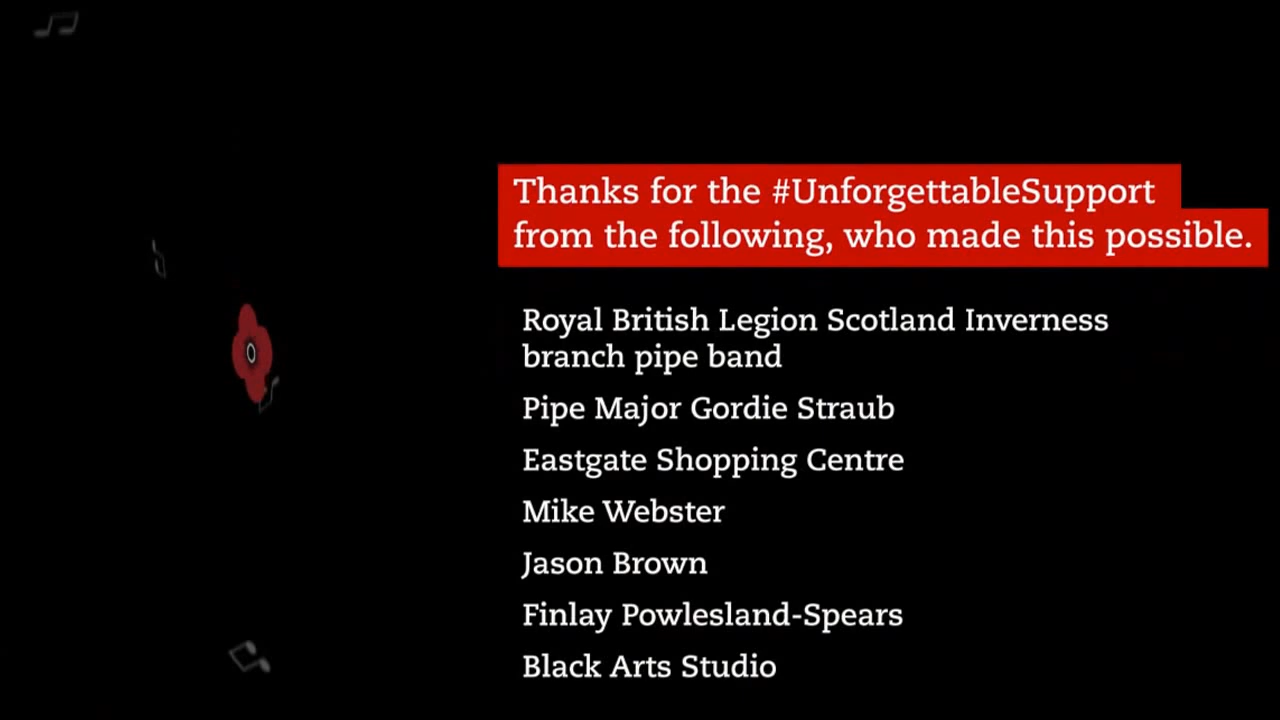 Thanks for the #UnforgettableSupport
from the following, who made this possible.
Royal British Legion Scotland Inverness
branch pipe band
Pipe Major Gordie Straub
Eastgate Shopping Centre
Mike Webster
Jason Brown
Finlay Powlesland-Spears
Black Arts Studio